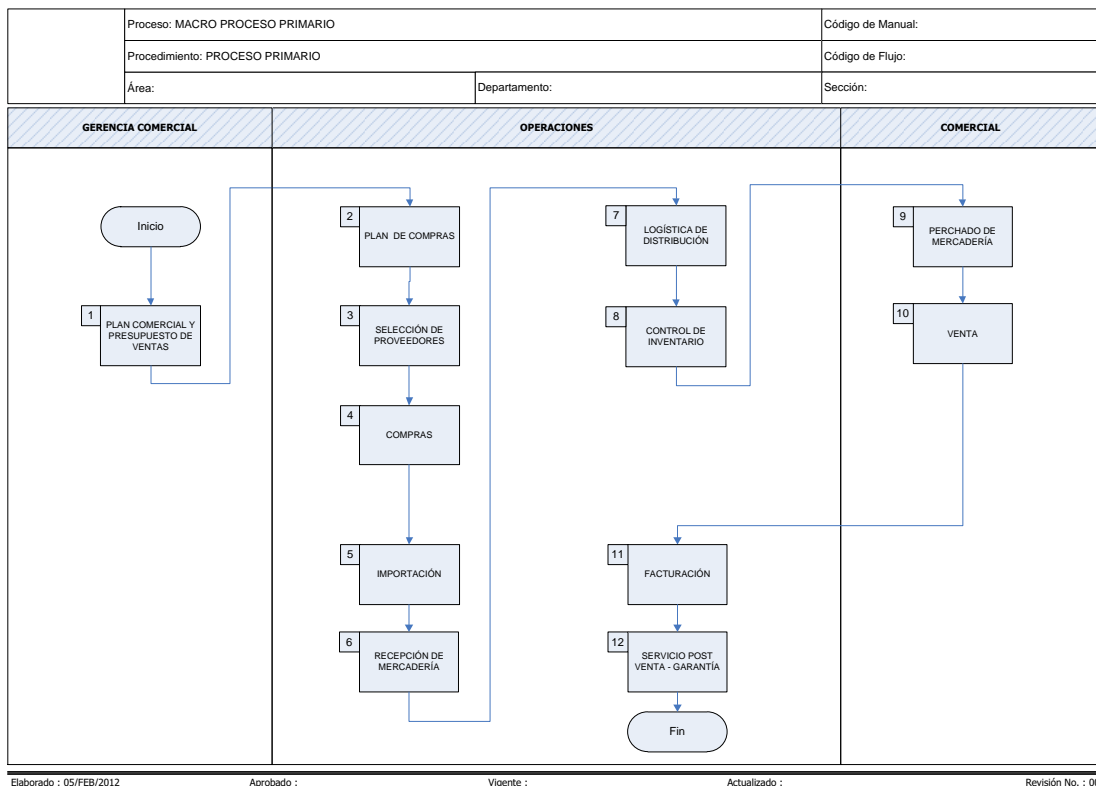 Proceso: MACRO PROCESO PRIMARIO
Código de Manual:
Procedimiento: PROCESO PRIMARIO
Código de Flujo:
Área:
Departamento:
Sección:
GERENCIA COMERCIAL
OPERACIONES
COMERCIAL
Inicio
1
PLAN COMERCIAL Y
PRESUPUESTO DE
VENTAS
2
PLAN DE COMPRAS
3
SELECCIÓN DE
PROVEEDORES
4
COMPRAS
5
IMPORTACIÓN
6
RECEPCIÓN DE
MERCADERÍA
7
LOGÍSTICA DE
DISTRIBUCIÓN
8
CONTROL DE
INVENTARIO
9
PERCHADO DE
MERCADERÍA
10
VENTA
11
FACTURACIÓN
12
SERVICIO POST
VENTA - GARANTÍA
Fin
Elaborado : 05/FEB/2012
Aprobado :
Vigente :
Actualizado :
Revisión No. : 00